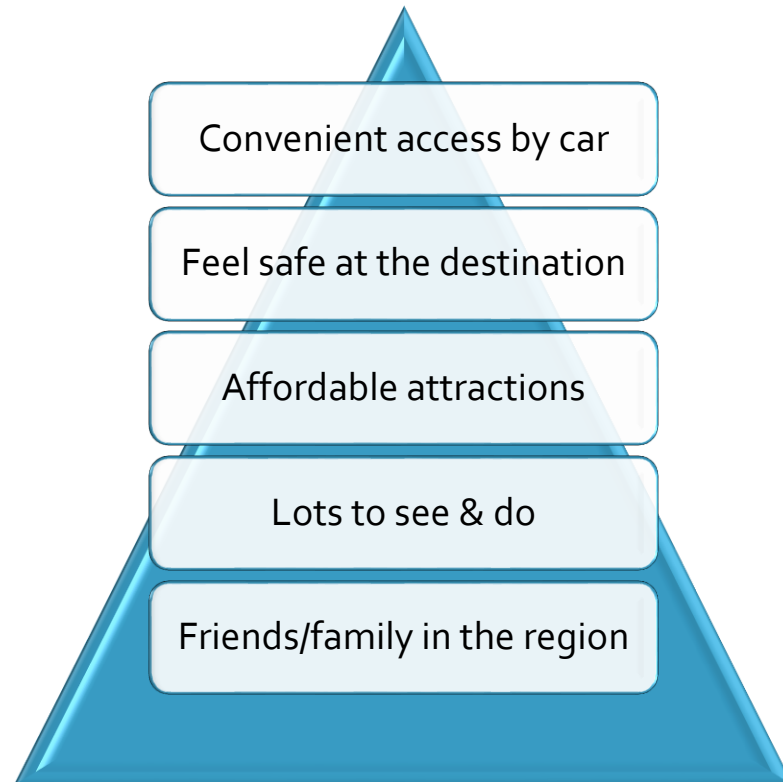 Convenient access by car
Feel safe at the destination
Affordable attractions
Lots to see & do
Friends/family in the region